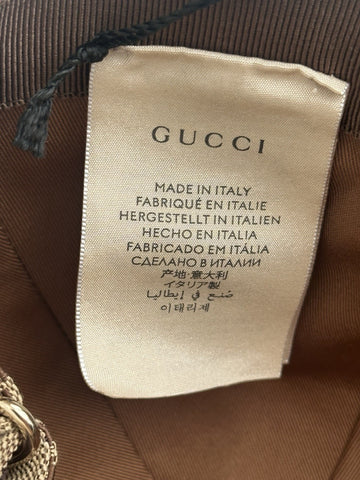 GUCCI
MADE IN ITALY
FABRIQUÉ EN ITALIE
HERGESTELLT IN ITALIEN
HECHO EN ITALIA
FABRICADO EM ITÁLIA
СДЕЛАНО В ИТАЛИИ
产地·意大利
イタリア製
صنع في إيطاليا
이태리제